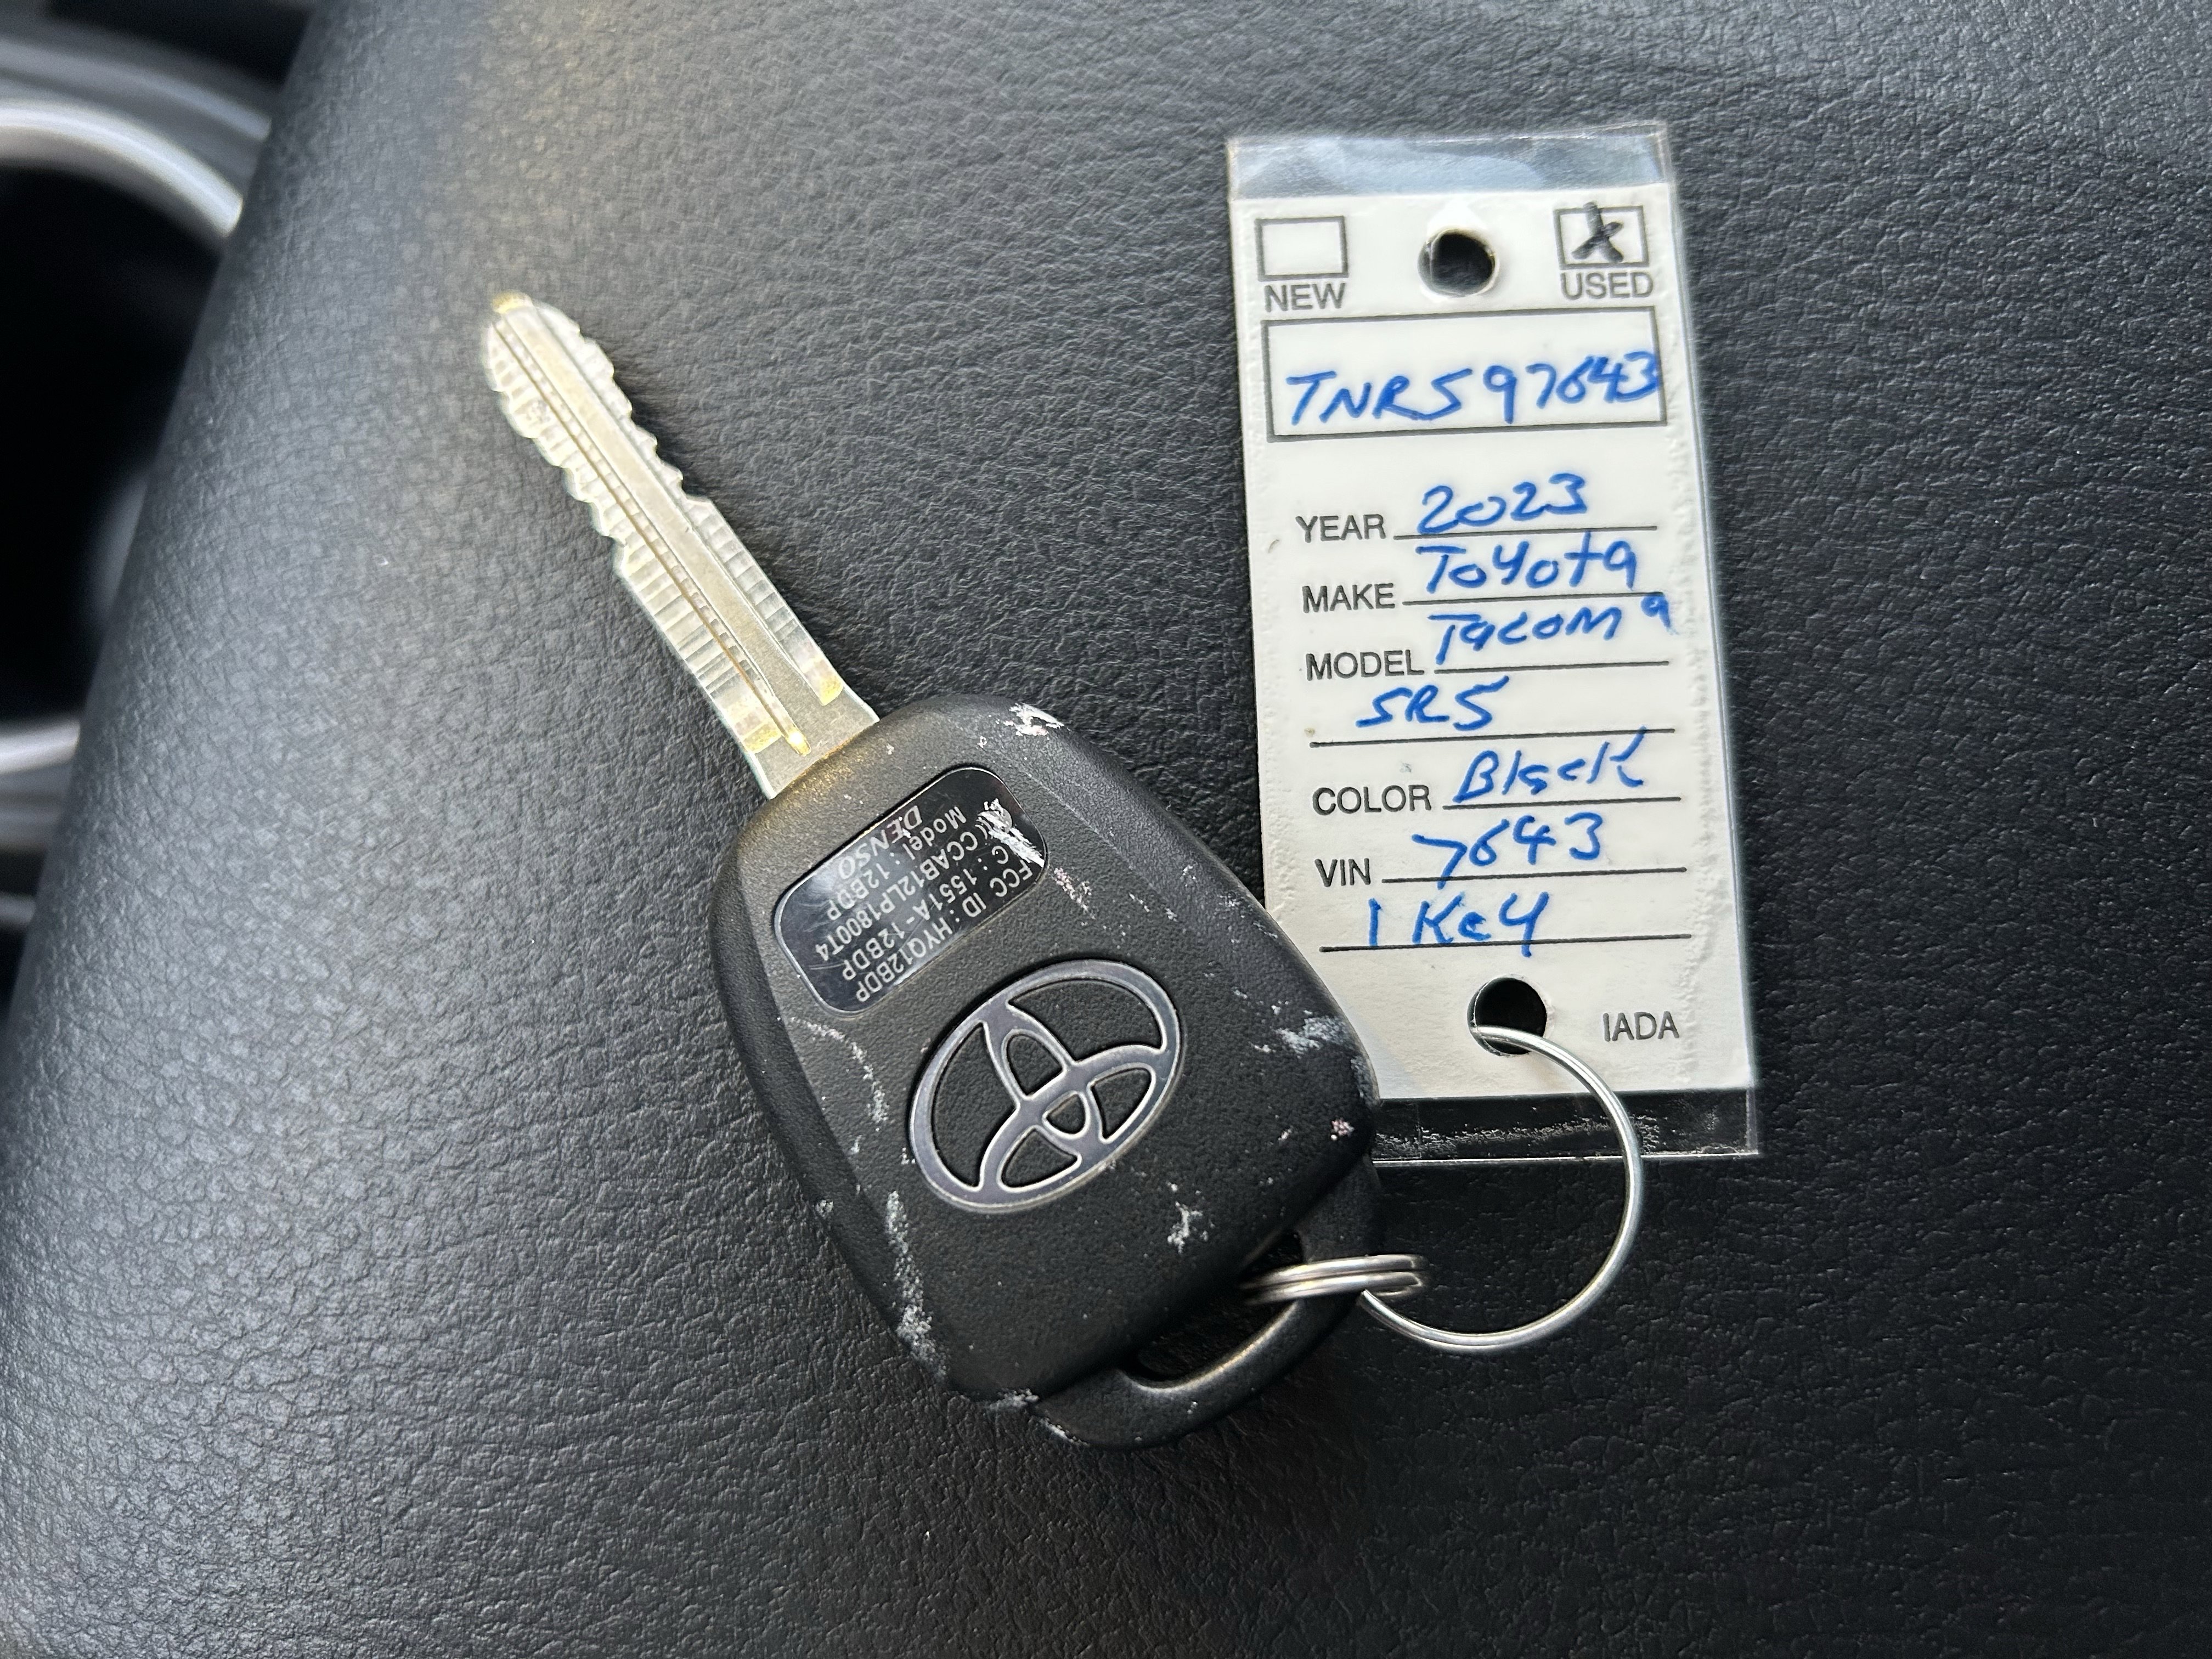 NEW
USED
TNR597643
YEAR 2023
MAKE Toyota
MODEL Tacoma
SR5
COLOR Black
VIN 7643
1 Key
IADA
FCC ID : HYQ12BDP
IC : 1551A-12BDP
CCAB12LP1800T4
Model : 12BDP
DENSO